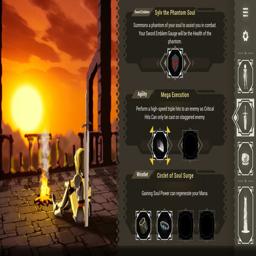 Sword Emblem
Sylv the Phantom Soul
Summons a phantom of your soul to assist you in combat.
Your Sword Emblem Gauge will be the Health of the
phantom.
Agility
Mega Execution
Perform a high-speed triple hits to an enemy as Critical
Hits Can only be cast on staggered enemy
Wristlet
Circlet of Soul Surge
Gaining Soul Power can regenerate your Mana.